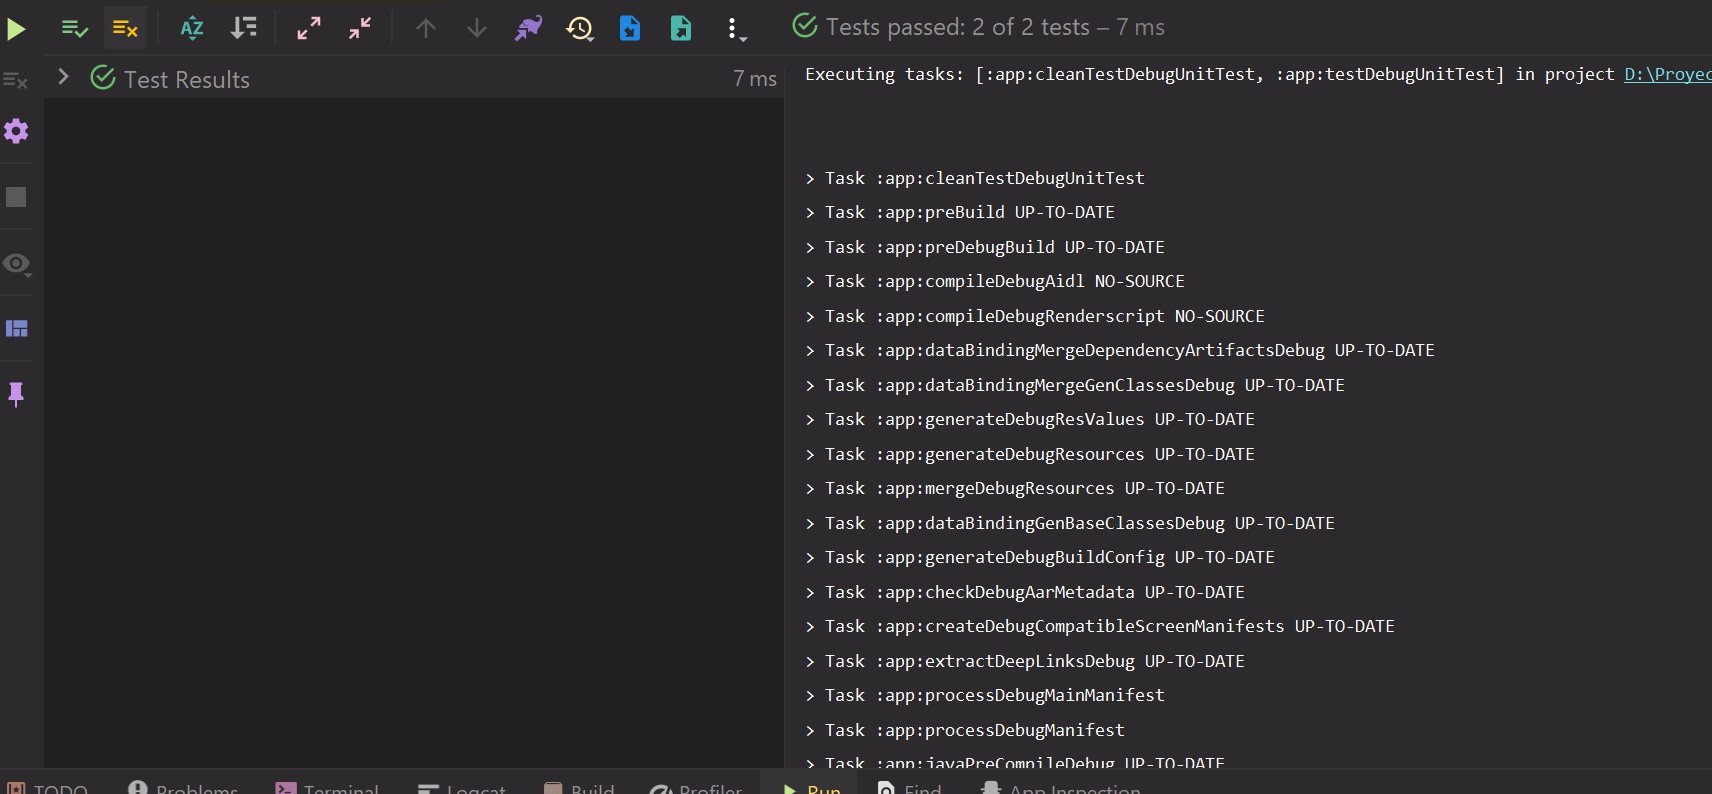 Tests passed: 2 of 2 tests – 7 ms
Test Results 7 ms
Executing tasks: [:app:cleanTestDebugUnitTest, :app:testDebugUnitTest] in project D:\Proyec
> Task :app:cleanTestDebugUnitTest
> Task :app:preBuild UP-TO-DATE
> Task :app:preDebugBuild UP-TO-DATE
> Task :app:compileDebugAidl NO-SOURCE
> Task :app:compileDebugRenderscript NO-SOURCE
> Task :app:dataBindingMergeDependencyArtifactsDebug UP-TO-DATE
> Task :app:dataBindingMergeGenClassesDebug UP-TO-DATE
> Task :app:generateDebugResValues UP-TO-DATE
> Task :app:generateDebugResources UP-TO-DATE
> Task :app:mergeDebugResources UP-TO-DATE
> Task :app:dataBindingGenBaseClassesDebug UP-TO-DATE
> Task :app:generateDebugBuildConfig UP-TO-DATE
> Task :app:checkDebugAarMetadata UP-TO-DATE
> Task :app:createDebugCompatibleScreenManifests UP-TO-DATE
> Task :app:extractDeepLinksDebug UP-TO-DATE
> Task :app:processDebugMainManifest
> Task :app:processDebugManifest
> Task :app:javaPreCompileDebug UP-TO-DATE
TODO Problems Terminal Logcat Build Profiler Run Find App Inspection